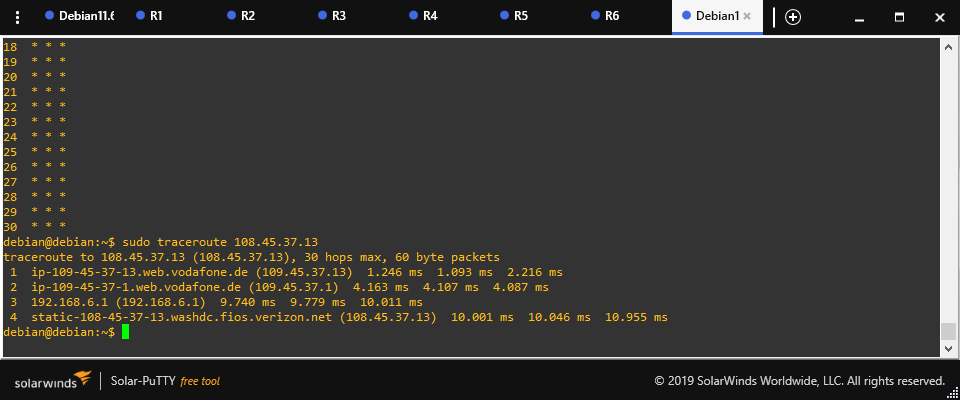 Debian11.6 R1 R2 R3 R4 R5 R6 Debian1
18 * * *
19 * * *
20 * * *
21 * * *
22 * * *
23 * * *
24 * * *
25 * * *
26 * * *
27 * * *
28 * * *
29 * * *
30 * * *
debian@debian:~$ sudo traceroute 108.45.37.13
traceroute to 108.45.37.13 (108.45.37.13), 30 hops max, 60 byte packets
1 ip-109-45-37-13.web.vodafone.de (109.45.37.13) 1.246 ms 1.093 ms 2.216 ms
2 ip-109-45-37-1.web.vodafone.de (109.45.37.1) 4.163 ms 4.107 ms 4.087 ms
3 192.168.6.1 (192.168.6.1) 9.740 ms 9.779 ms 10.011 ms
4 static-108-45-37-13.washdc.fios.verizon.net (108.45.37.13) 10.001 ms 10.046 ms 10.955 ms
debian@debian:~$
solarwinds Solar-PuTTY free tool © 2019 SolarWinds Worldwide, LLC. All rights reserved.